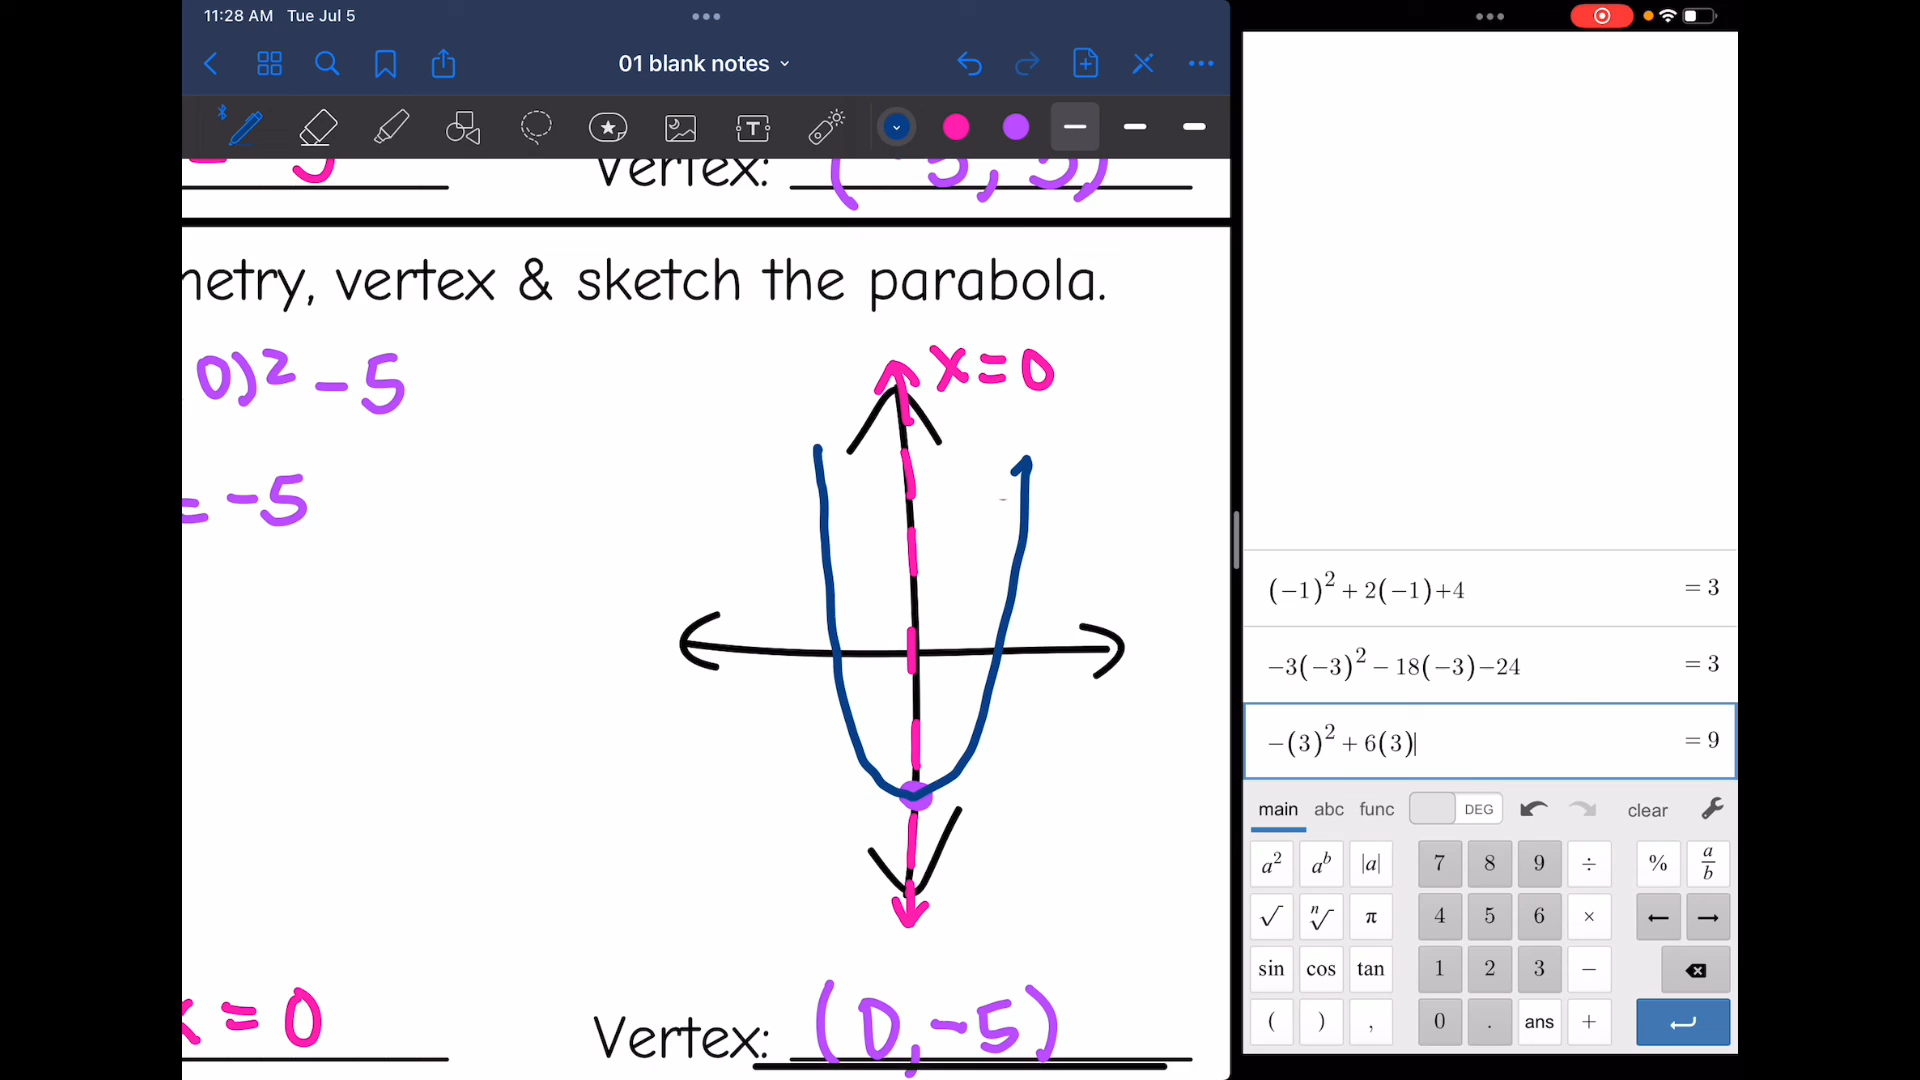 11:28 AM Tue Jul 5
01 blank notes
Vertex:
netry, vertex & sketch the parabola.
0)² - 5
= -5
x = 0
x = 0
Vertex: (0, -5)
(-1)² + 2(-1)+4 = 3
-3(-3)² - 18(-3)-24 = 3
-(3)² + 6(3) = 9
main abc func DEG clear
a² aᵇ |a| 7 8 9 ÷ % a/b
√ ⁿ√ π 4 5 6 × ← →
sin cos tan 1 2 3 −
( ) , 0 . ans +